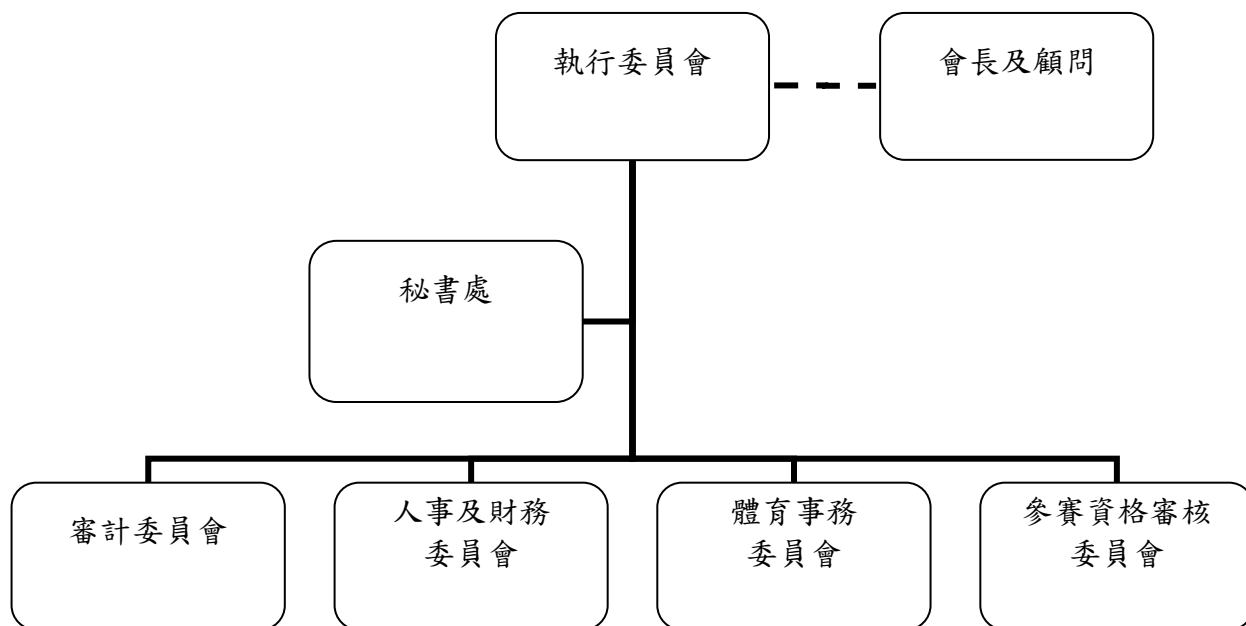 執行委員會
會長及顧問
秘書處
審計委員會
人事及財務
委員會
體育事務
委員會
參賽資格審核
委員會